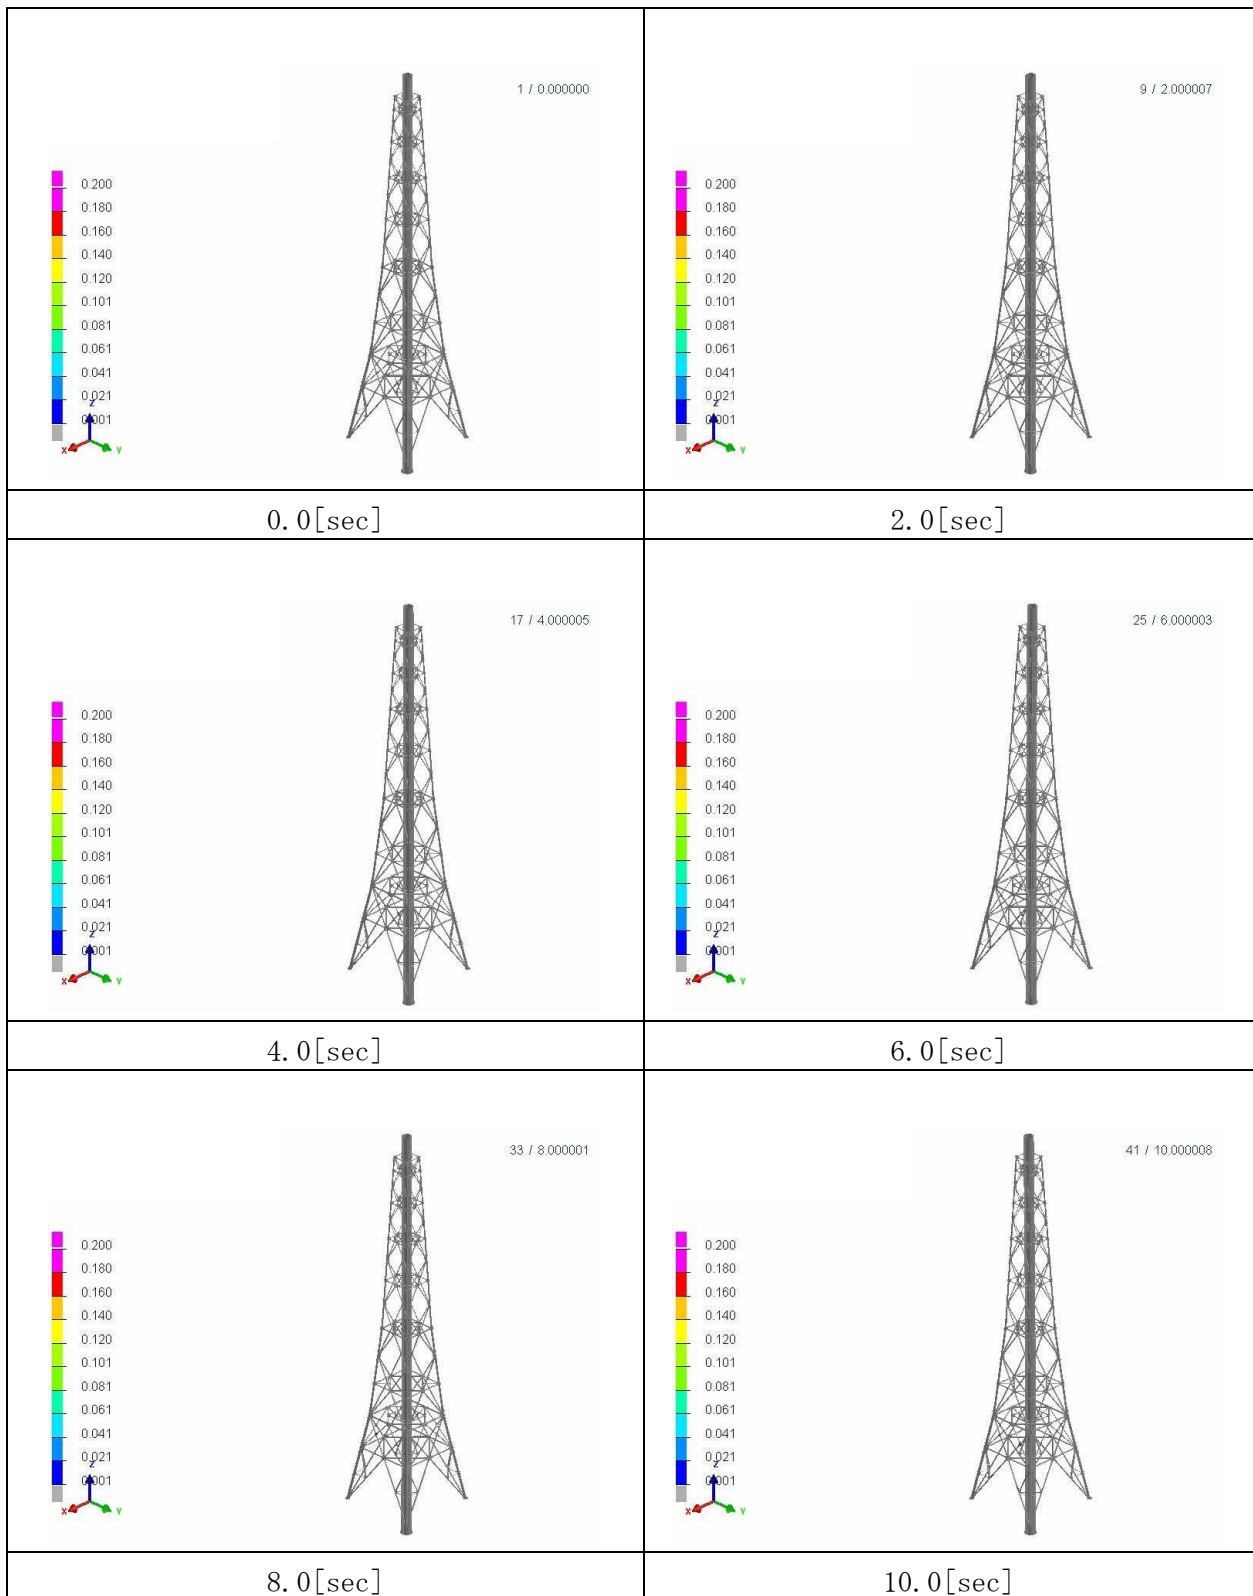 1 / 0.000000
0.200
0.180
0.160
0.140
0.120
0.101
0.081
0.061
0.041
0.021
0.001
Z
X
Y
0.0[sec]
9 / 2.000007
0.200
0.180
0.160
0.140
0.120
0.101
0.081
0.061
0.041
0.021
0.001
Z
X
Y
2.0[sec]
17 / 4.000005
0.200
0.180
0.160
0.140
0.120
0.101
0.081
0.061
0.041
0.021
0.001
Z
X
Y
4.0[sec]
25 / 6.000003
0.200
0.180
0.160
0.140
0.120
0.101
0.081
0.061
0.041
0.021
0.001
Z
X
Y
6.0[sec]
33 / 8.000001
0.200
0.180
0.160
0.140
0.120
0.101
0.081
0.061
0.041
0.021
0.001
Z
X
Y
8.0[sec]
41 / 10.000008
0.200
0.180
0.160
0.140
0.120
0.101
0.081
0.061
0.041
0.021
0.001
Z
X
Y
10.0[sec]